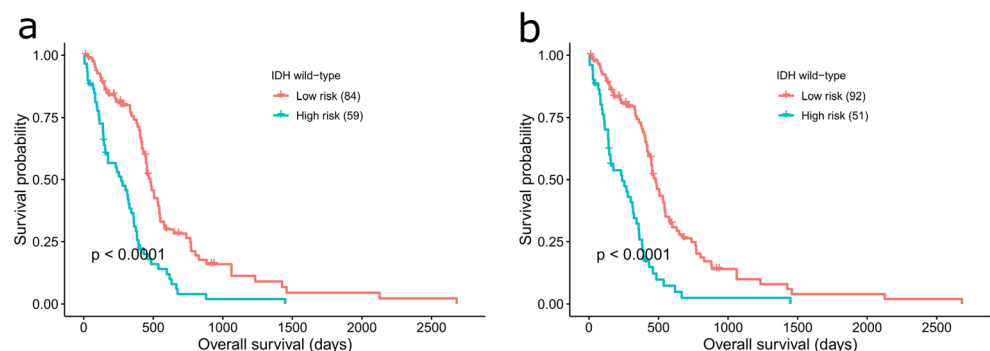 a
1.00
0.75
0.50
0.25
0.00
Survival probability
IDH wild-type
Low risk (84)
High risk (59)
p < 0.0001
0 500 1000 1500 2000 2500
Overall survival (days)
b
1.00
0.75
0.50
0.25
0.00
Survival probability
IDH wild-type
Low risk (92)
High risk (51)
p < 0.0001
0 500 1000 1500 2000 2500
Overall survival (days)